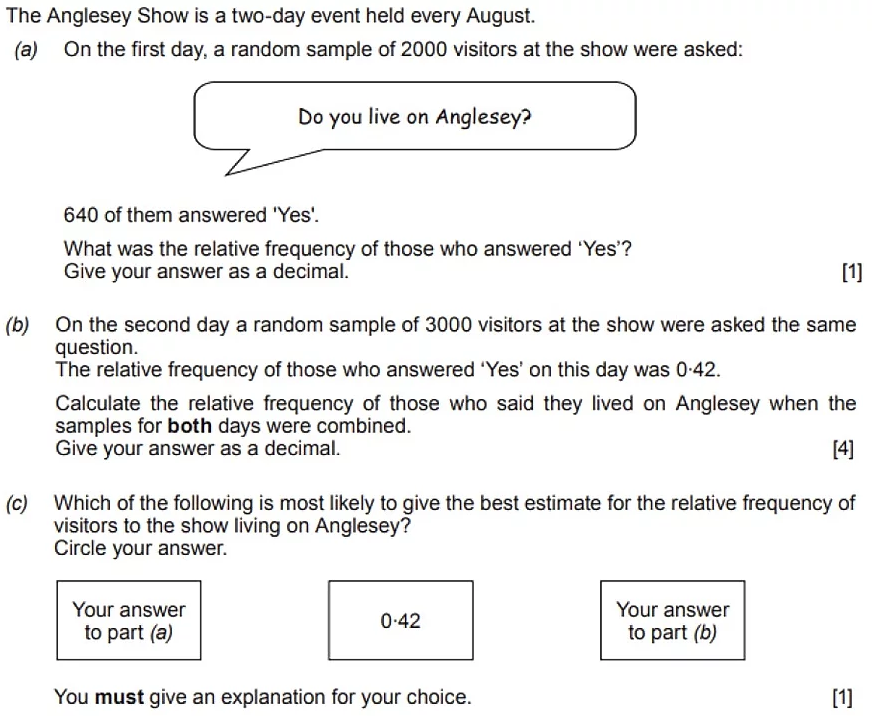 The Anglesey Show is a two-day event held every August.
(a) On the first day, a random sample of 2000 visitors at the show were asked:
Do you live on Anglesey?
640 of them answered 'Yes'.
What was the relative frequency of those who answered ‘Yes’?
Give your answer as a decimal. [1]
(b) On the second day a random sample of 3000 visitors at the show were asked the same
question.
The relative frequency of those who answered ‘Yes’ on this day was 0·42.
Calculate the relative frequency of those who said they lived on Anglesey when the
samples for both days were combined.
Give your answer as a decimal. [4]
(c) Which of the following is most likely to give the best estimate for the relative frequency of
visitors to the show living on Anglesey?
Circle your answer.
Your answer
to part (a)
0·42
Your answer
to part (b)
You must give an explanation for your choice. [1]